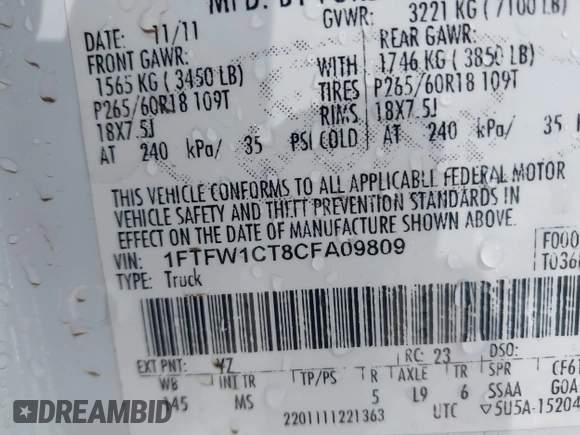 GVWR: 3221 KG ( 7100 LB)
DATE: 11/11
FRONT GAWR: REAR GAWR:
1565 KG ( 3450 LB) WITH 1746 KG ( 3850 LB)
P265/60R18 109T TIRES P265/60R18 109T
18X7.5J RIMS 18X7.5J
AT 240 kPa/ 35 PSI COLD AT 240 kPa/ 35
THIS VEHICLE CONFORMS TO ALL APPLICABLE FEDERAL MOTOR
VEHICLE SAFETY AND THEFT PREVENTION STANDARDS IN
EFFECT ON THE DATE OF MANUFACTURE SHOWN ABOVE.
VIN: 1FTFW1CT8CFA09809
TYPE: Truck
EXT PNT: YZ RC: 23 DSO:
WB INT TR TP/PS R AXLE TR SPR
145 MS 5 L9 6 SSAA
2201111221363 UTC ▽5U5A-15204
RIDECARDS.COM